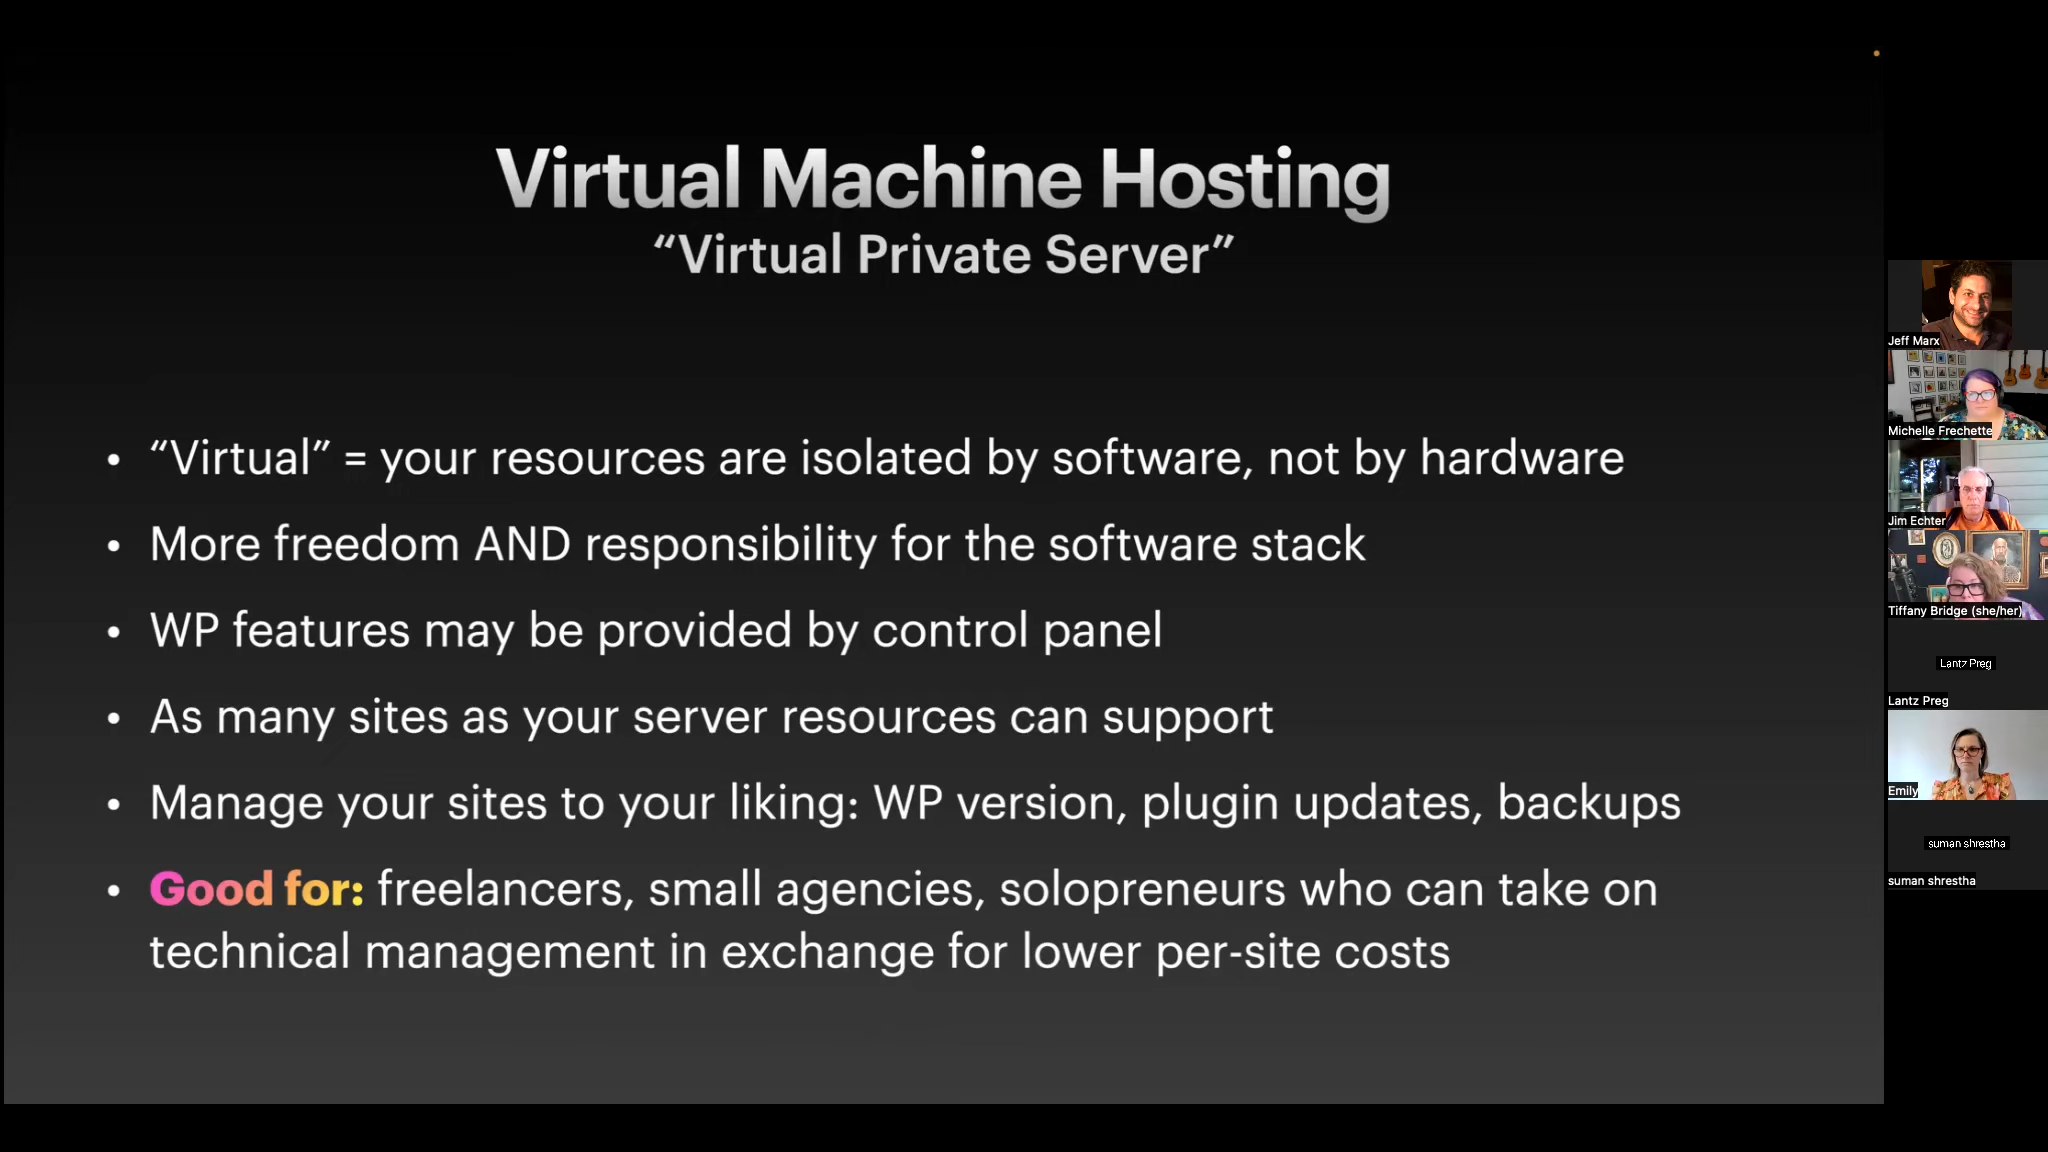 Virtual Machine Hosting
“Virtual Private Server”
• “Virtual” = your resources are isolated by software, not by hardware
• More freedom AND responsibility for the software stack
• WP features may be provided by control panel
• As many sites as your server resources can support
• Manage your sites to your liking: WP version, plugin updates, backups
• Good for: freelancers, small agencies, solopreneurs who can take on
technical management in exchange for lower per-site costs
Jeff Marx
Michelle Frechette
Jim Echter
Tiffany Bridge (she/her)
Lantz Preg
Lantz Preg
Emily
suman shrestha
suman shrestha